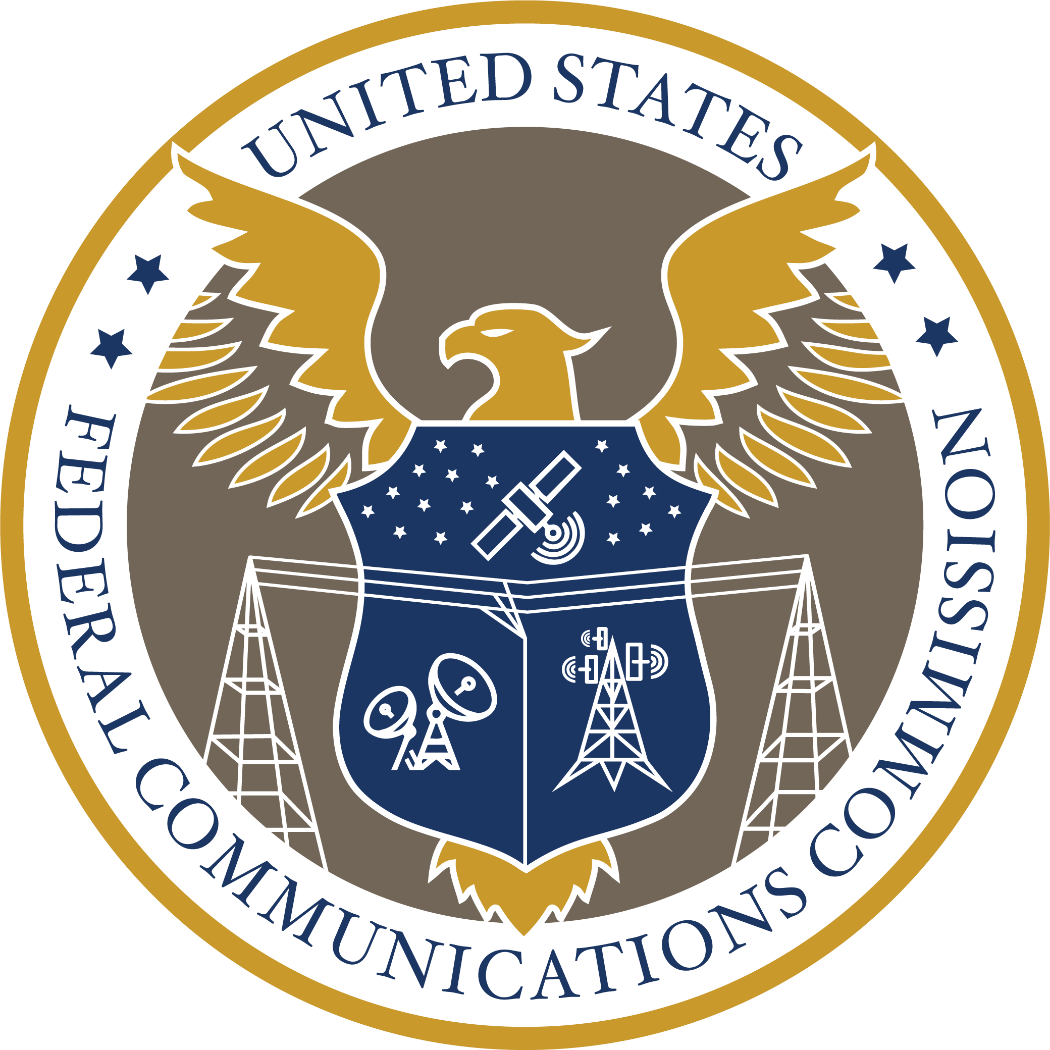 UNITED STATES
FEDERAL COMMUNICATIONS COMMISSION